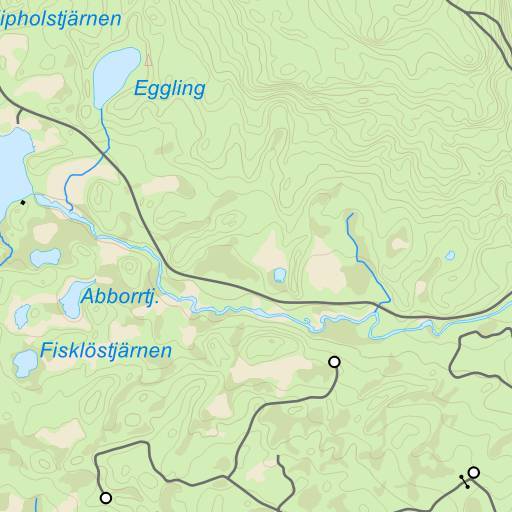 ipholstjärnen
Eggling
Abborrtj.
Fisklöstjärnen